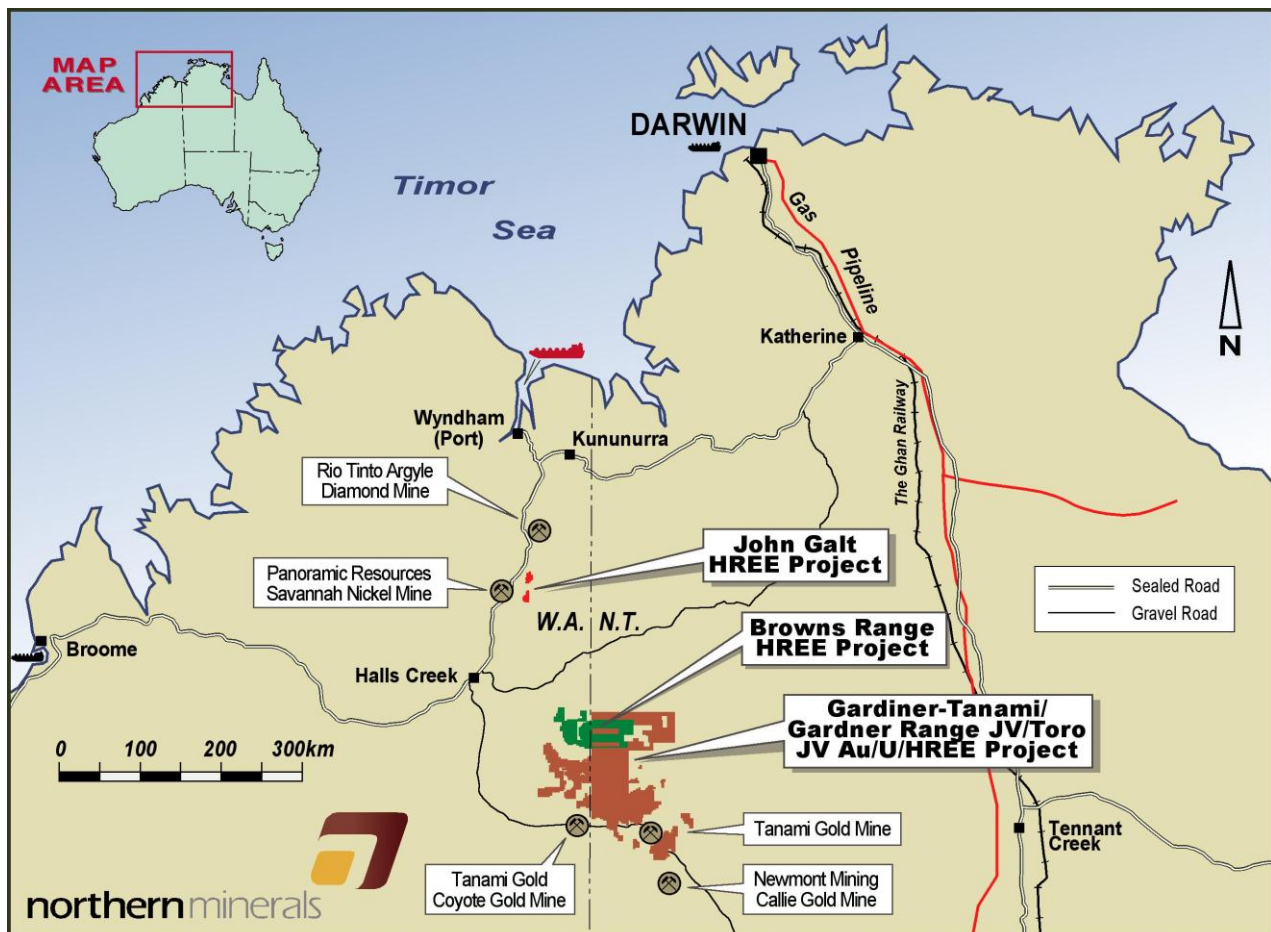 MAP
AREA
DARWIN
Timor
Sea
Gas
Pipeline
Katherine
N
Wyndham
(Port)
Kununurra
The Ghan Railway
Rio Tinto Argyle
Diamond Mine
John Galt
HREE Project
Panoramic Resources
Savannah Nickel Mine
Sealed Road
Gravel Road
W.A.
N.T.
Browns Range
HREE Project
Broome
Halls Creek
Gardiner-Tanami/
Gardner Range JV/Toro
JV Au/U/HREE Project
0 100 200 300km
Tanami Gold Mine
Tennant
Creek
Tanami Gold
Coyote Gold Mine
Newmont Mining
Callie Gold Mine
northernminerals